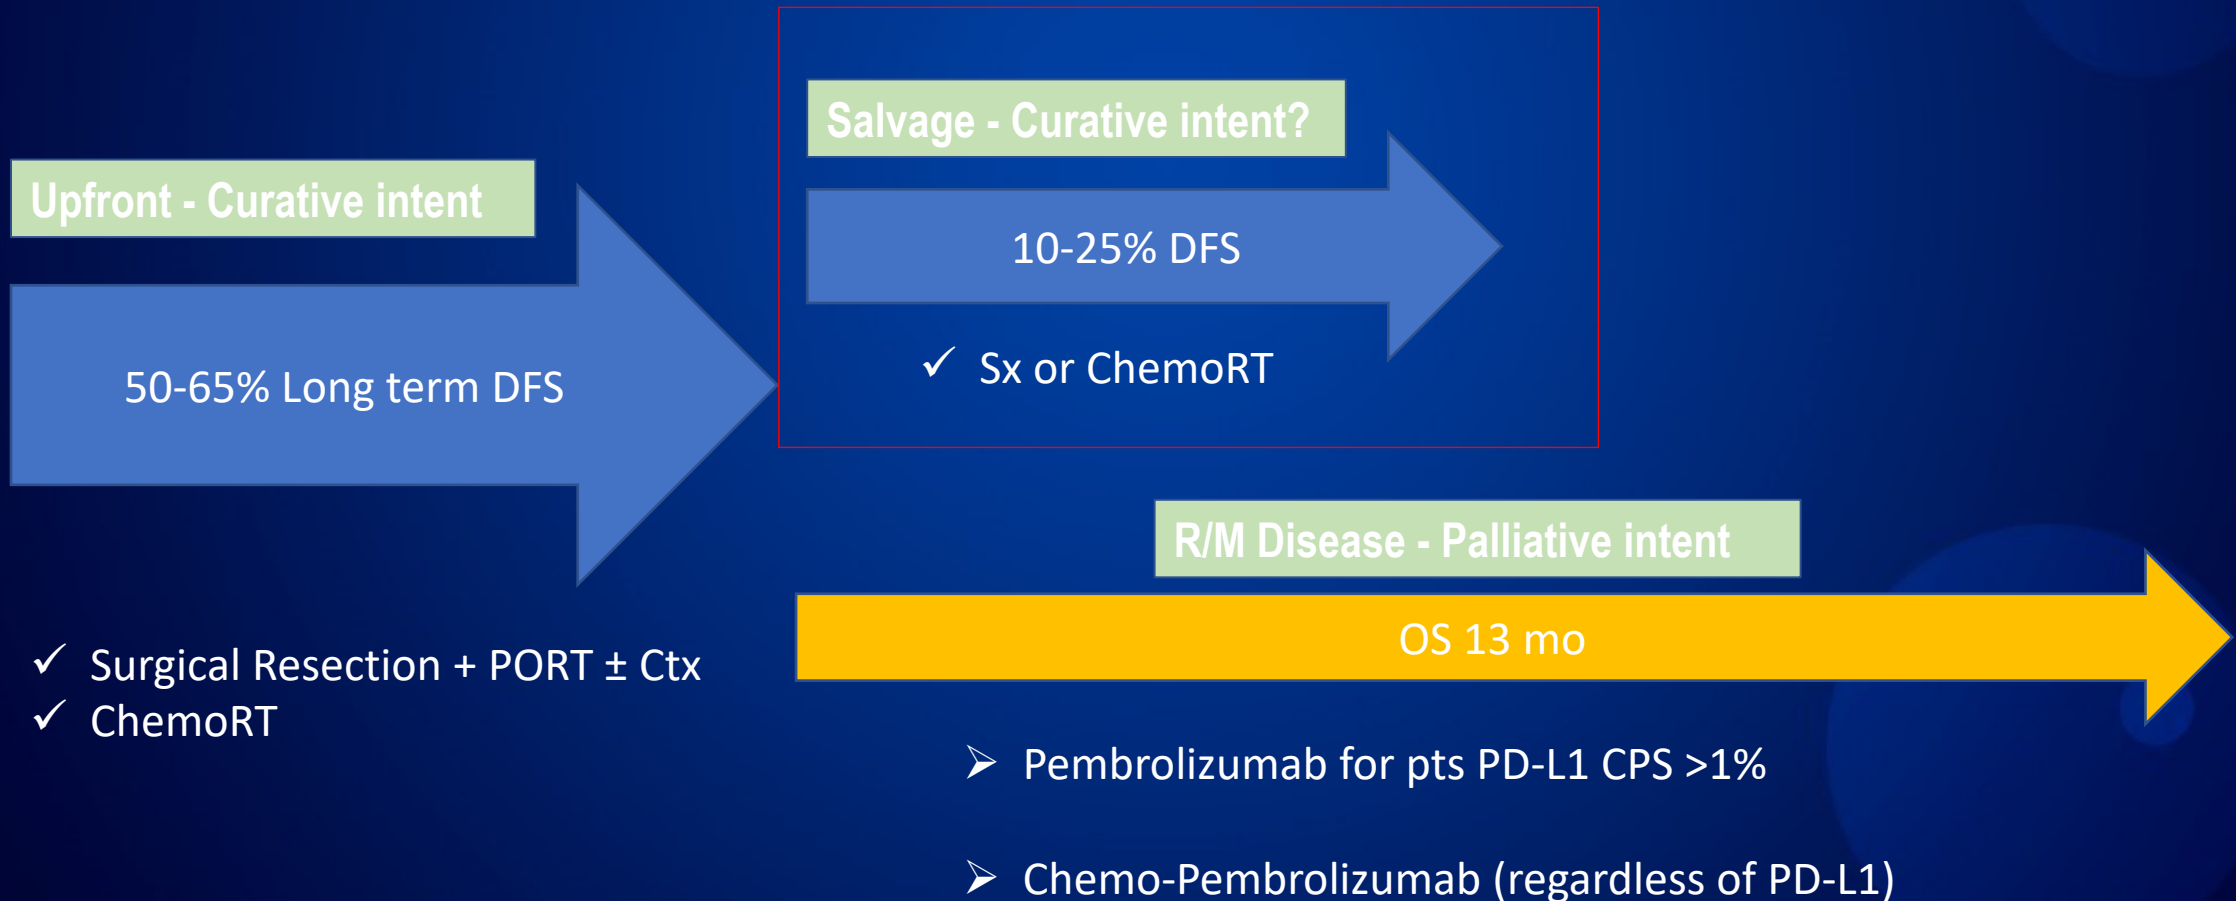 Upfront - Curative intent
50-65% Long term DFS
✓ Surgical Resection + PORT ± Ctx
✓ ChemoRT
Salvage - Curative intent?
10-25% DFS
✓ Sx or ChemoRT
R/M Disease - Palliative intent
OS 13 mo
➢ Pembrolizumab for pts PD-L1 CPS >1%
➢ Chemo-Pembrolizumab (regardless of PD-L1)